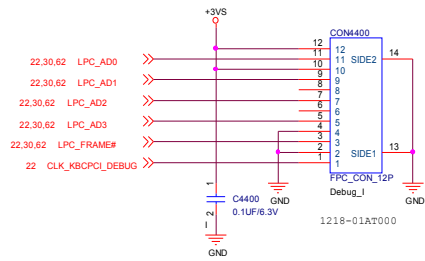 +3VS
CON4400
12 12 SIDE2 14
22,30,62 LPC_AD0 11 11
10 10
22,30,62 LPC_AD1 9 9
8 8
22,30,62 LPC_AD2 7 7
6 6
22,30,62 LPC_AD3 5 5
4 4
22,30,62 LPC_FRAME# 3 3
2 2 SIDE1 13
22 CLK_KBCPCI_DEBUG 1 1
FPC_CON_12P
Debug_I
1
C4400
0.1UF/6.3V
2
GND
GND
1218-01AT000
GND